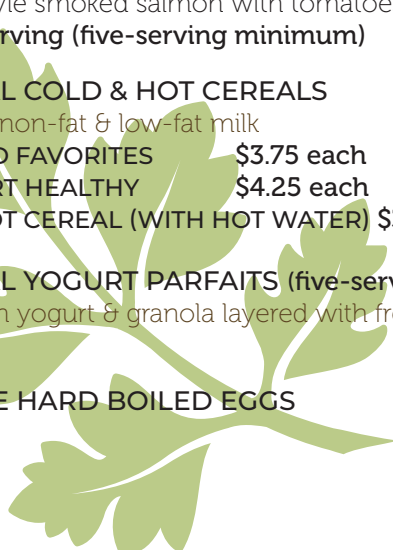 smoked salmon with tomatoe
rving (five-serving minimum)
L COLD & HOT CEREALS
non-fat & low-fat milk
FAVORITES $3.75 each
RT HEALTHY $4.25 each
OT CEREAL (WITH HOT WATER) $
L YOGURT PARFAITS (five-serv
yogurt & granola layered with fr
E HARD BOILED EGGS